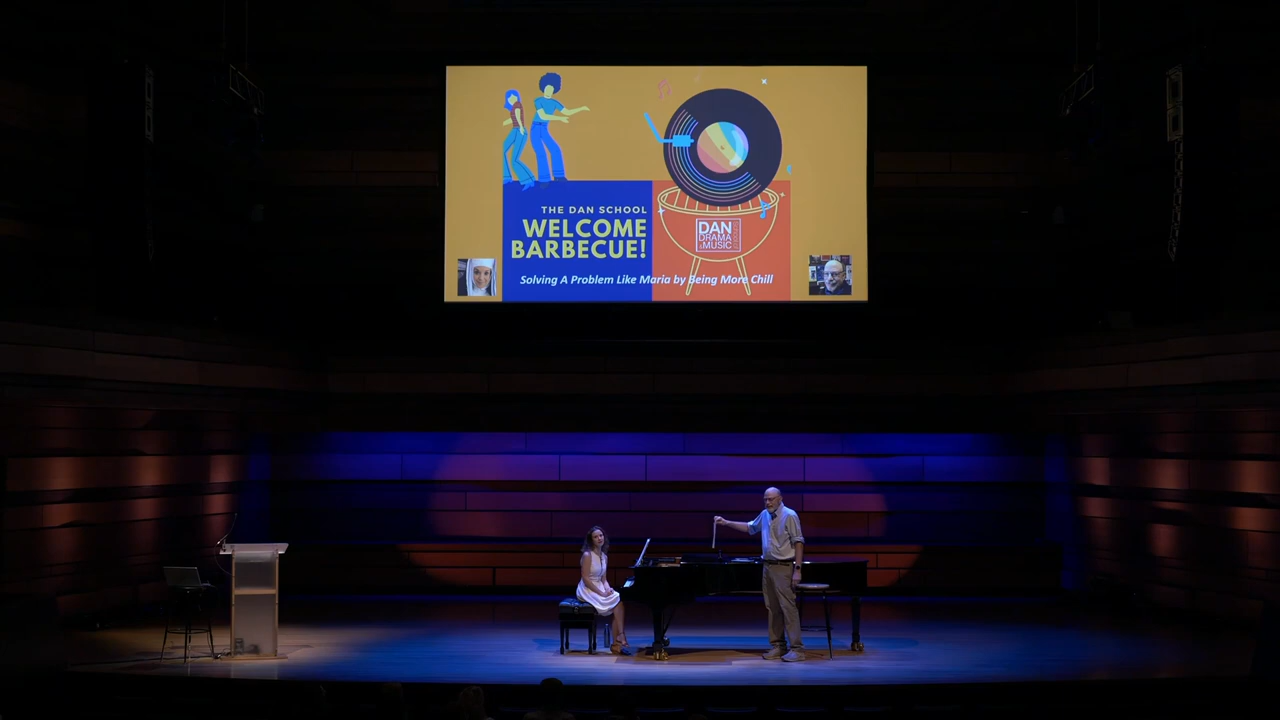 THE DAN SCHOOL
WELCOME
BARBECUE!
DAN
DRAMA
MUSIC
Solving A Problem Like Maria by Being More Chill